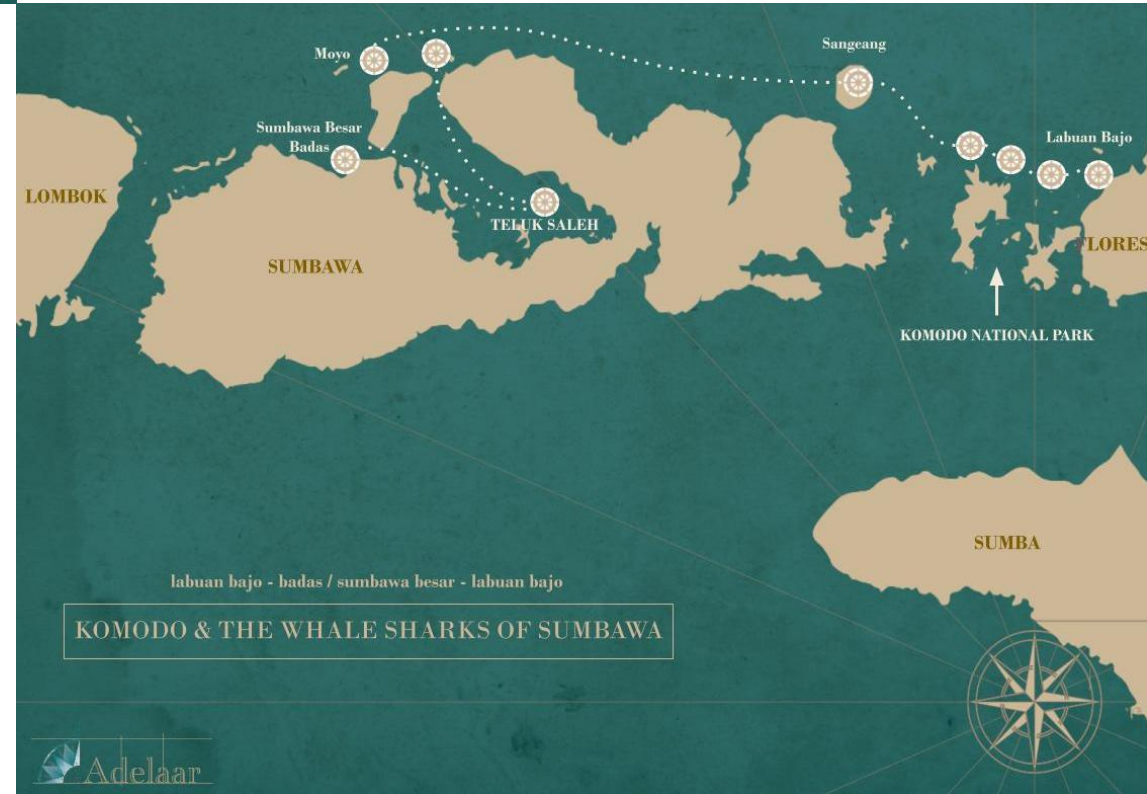 Moyo
Sangeang
Sumbawa Besar
Badas
Labuan Bajo
LOMBOK
TELUK SALEH
SUMBAWA
FLORES
KOMODO NATIONAL PARK
SUMBA
labuan bajo - badas / sumbawa besar - labuan bajo
KOMODO & THE WHALE SHARKS OF SUMBAWA
Adelaar